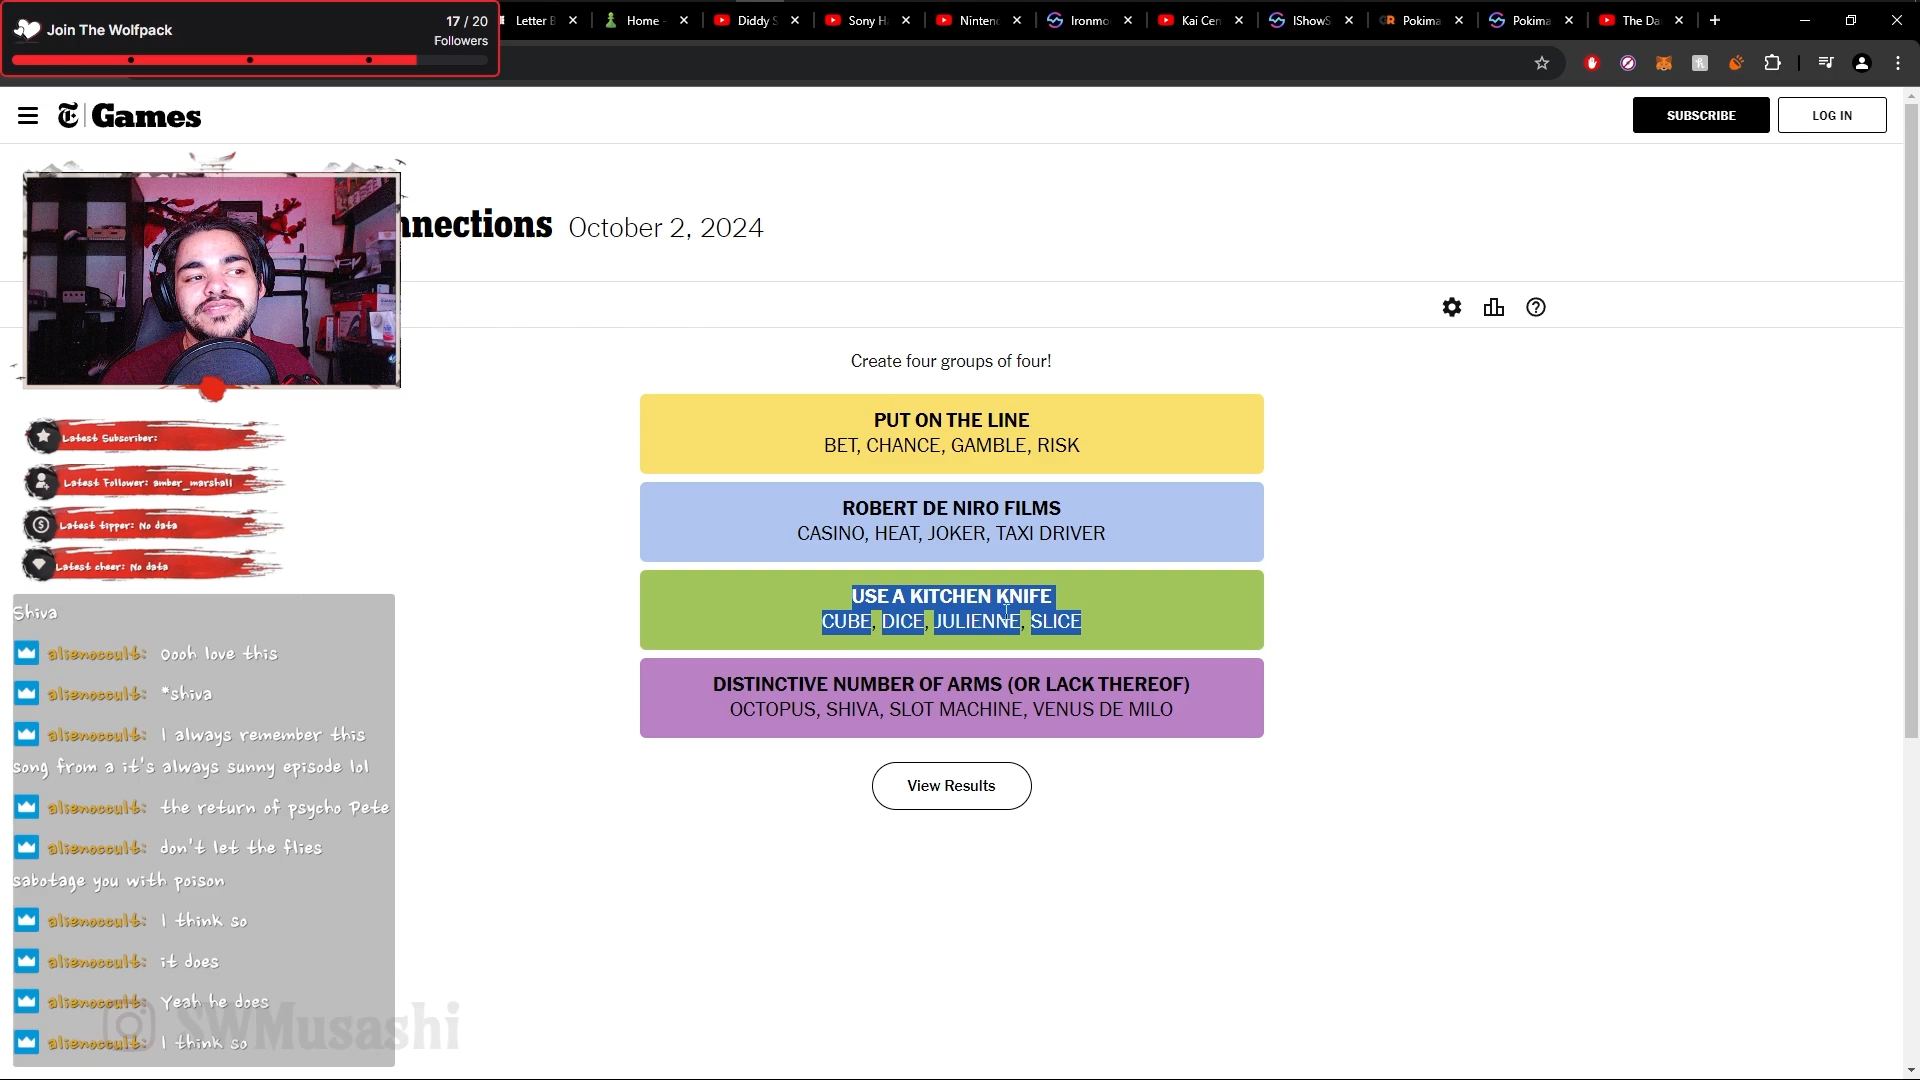 Join The Wolfpack
17 / 20
Followers
Letter B
Home -
Diddy S
Sony H
Ninten
Ironmo
Kai Cen
IShowS
Pokima
Pokima
The Da
Games
SUBSCRIBE
LOG IN
nnections October 2, 2024
Create four groups of four!
PUT ON THE LINE
BET, CHANCE, GAMBLE, RISK
ROBERT DE NIRO FILMS
CASINO, HEAT, JOKER, TAXI DRIVER
USE A KITCHEN KNIFE
CUBE, DICE, JULIENNE, SLICE
DISTINCTIVE NUMBER OF ARMS (OR LACK THEREOF)
OCTOPUS, SHIVA, SLOT MACHINE, VENUS DE MILO
View Results
Latest Subscriber:
Latest Follower: amber_marshall
Latest tipper: No data
Latest cheer: No data
Shiva
alienoccult: Oooh love this
alienoccult: *shiva
alienoccult: I always remember this
song from a it's always sunny episode lol
alienoccult: the return of psycho Pete
alienoccult: don't let the flies
sabotage you with poison
alienoccult: I think so
alienoccult: it does
alienoccult: Yeah he does
alienoccult: I think so
SWMusashi